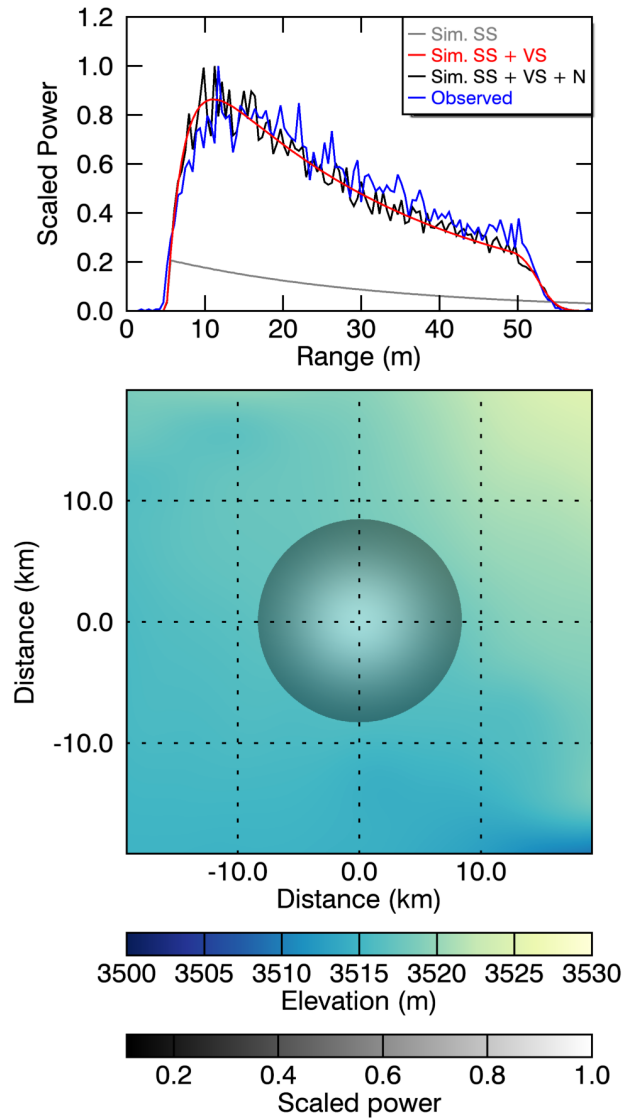 Sim. SS
Sim. SS + VS
Sim. SS + VS + N
Observed
1.2
1.0
0.8
0.6
0.4
0.2
0.0
Scaled Power
0 10 20 30 40 50
Range (m)
10.0
0.0
-10.0
Distance (km)
-10.0 0.0 10.0
Distance (km)
3500 3505 3510 3515 3520 3525 3530
Elevation (m)
0.2 0.4 0.6 0.8 1.0
Scaled power